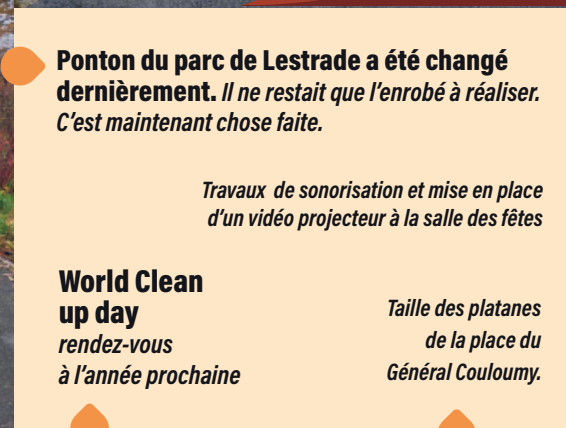 Ponton du parc de Lestrade a été changé
dernièrement. Il ne restait que l'enrobé à réaliser.
C'est maintenant chose faite.
Travaux de sonorisation et mise en place
d'un vidéo projecteur à la salle des fêtes
World Clean
up day
rendez-vous
à l'année prochaine
Taille des platanes
de la place du
Général Couloumy.